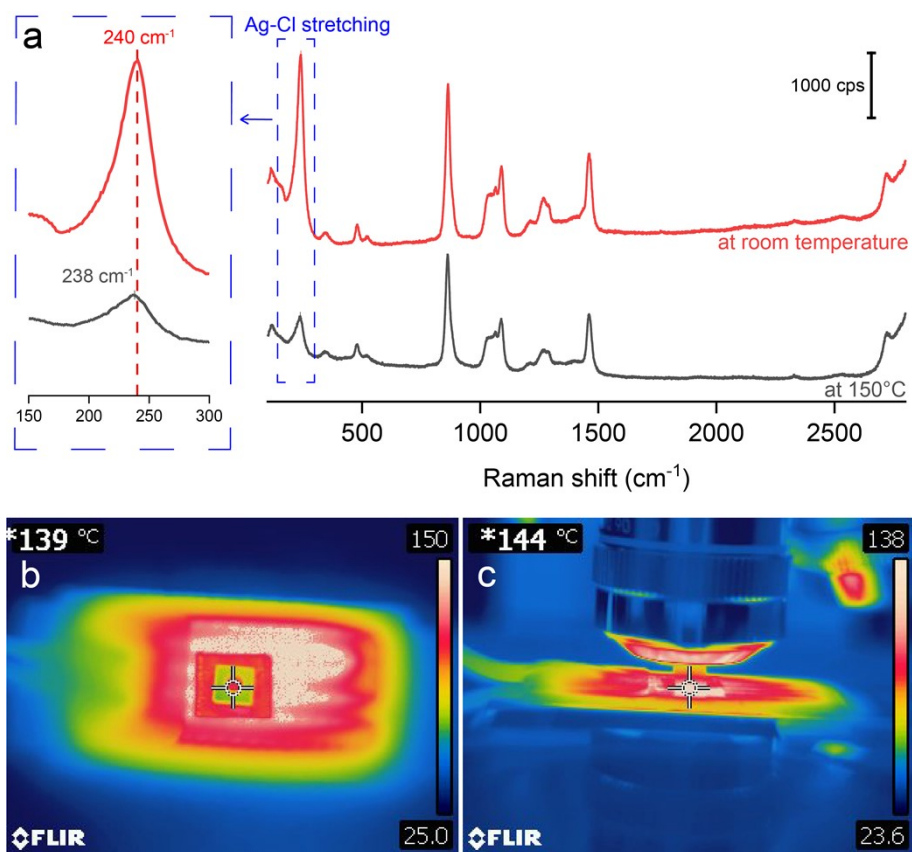 a
240 cm-1
Ag-Cl stretching
1000 cps
238 cm-1
at room temperature
at 150°C
150 200 250 300
500 1000 1500 2000 2500
Raman shift (cm-1)
*139 °C
150
b
25.0
FLIR
*144 °C
138
c
23.6
FLIR